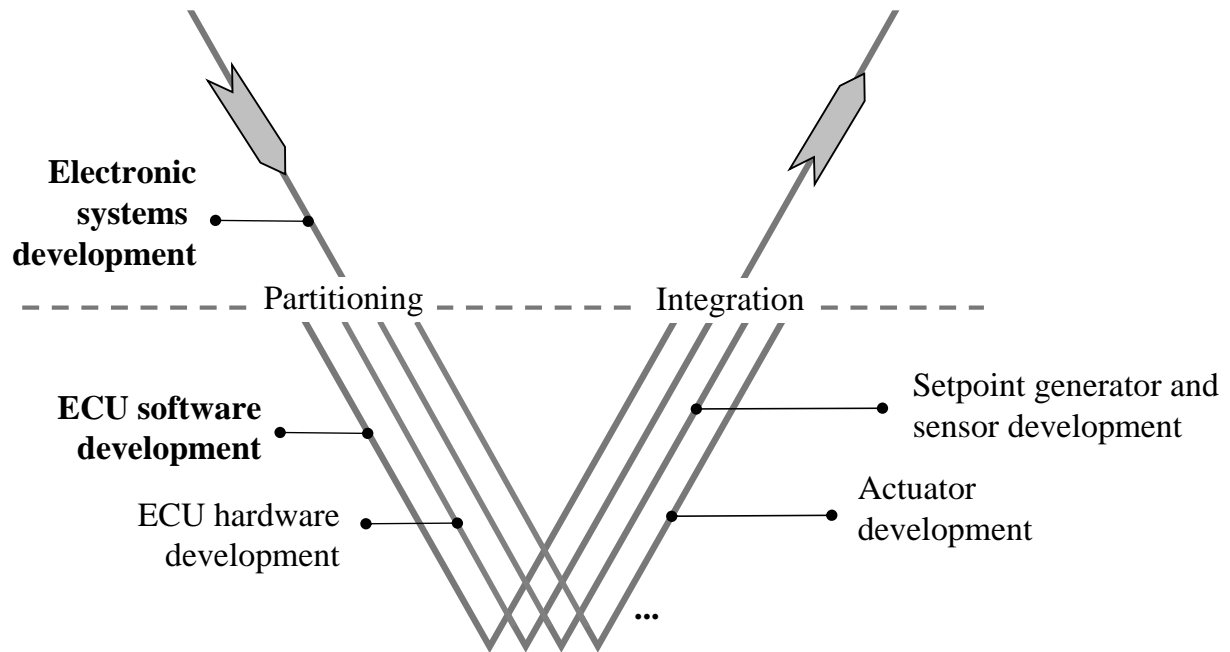 Electronic
systems
development
Partitioning
Integration
ECU software
development
Setpoint generator and
sensor development
ECU hardware
development
Actuator
development
...